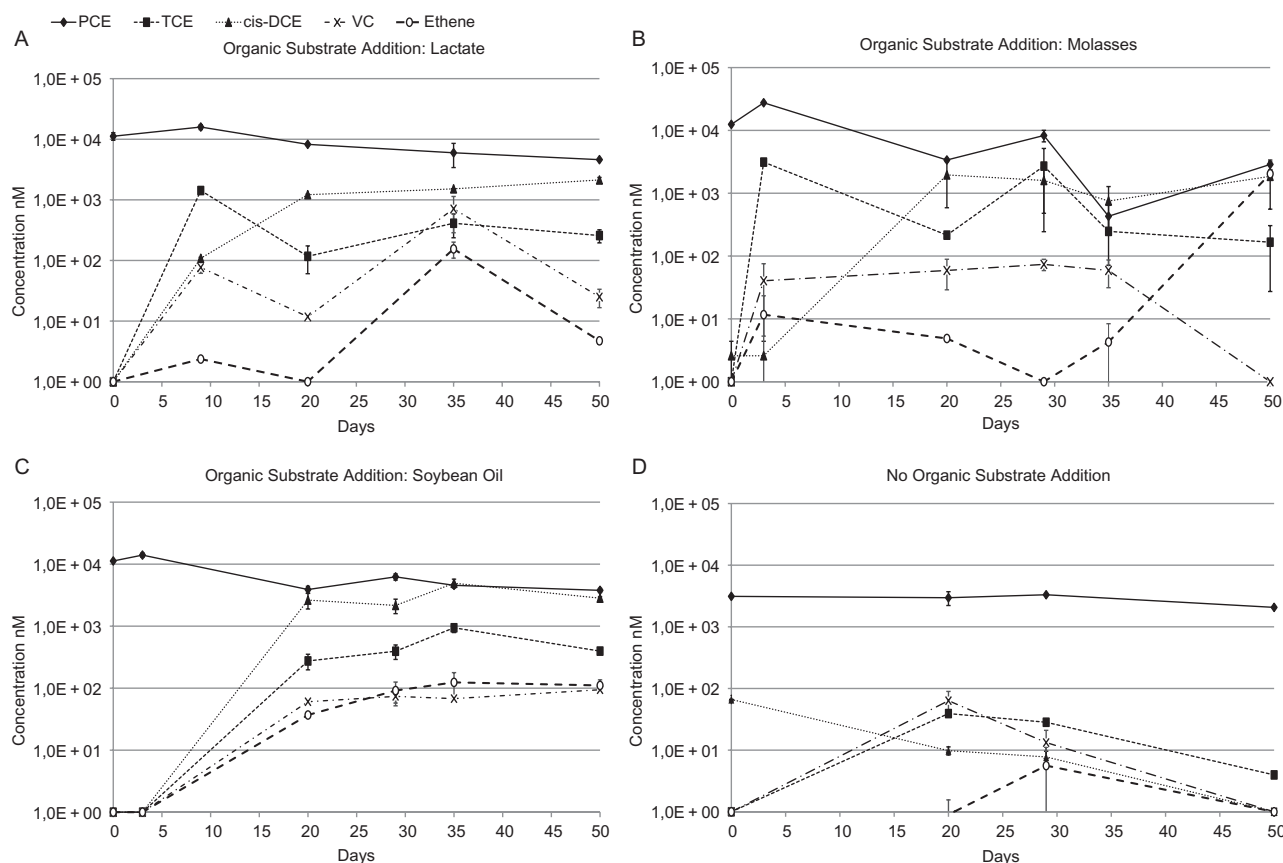 PCE TCE cis-DCE VC Ethene
A
Organic Substrate Addition: Lactate
1,0E + 05
1,0E + 04
1,0E + 03
1,0E + 02
1,0E + 01
1,0E + 00
Concentration nM
0 5 10 15 20 25 30 35 40 45 50
Days
B
Organic Substrate Addition: Molasses
1,0E + 05
1,0E + 04
1,0E + 03
1,0E + 02
1,0E + 01
1,0E + 00
Concentration nM
0 5 10 15 20 25 30 35 40 45 50
Days
C
Organic Substrate Addition: Soybean Oil
1,0E + 05
1,0E + 04
1,0E + 03
1,0E + 02
1,0E + 01
1,0E + 00
Concentration nM
0 5 10 15 20 25 30 35 40 45 50
Days
D
No Organic Substrate Addition
1,0E + 05
1,0E + 04
1,0E + 03
1,0E + 02
1,0E + 01
1,0E + 00
Concentration nM
0 5 10 15 20 25 30 35 40 45 50
Days